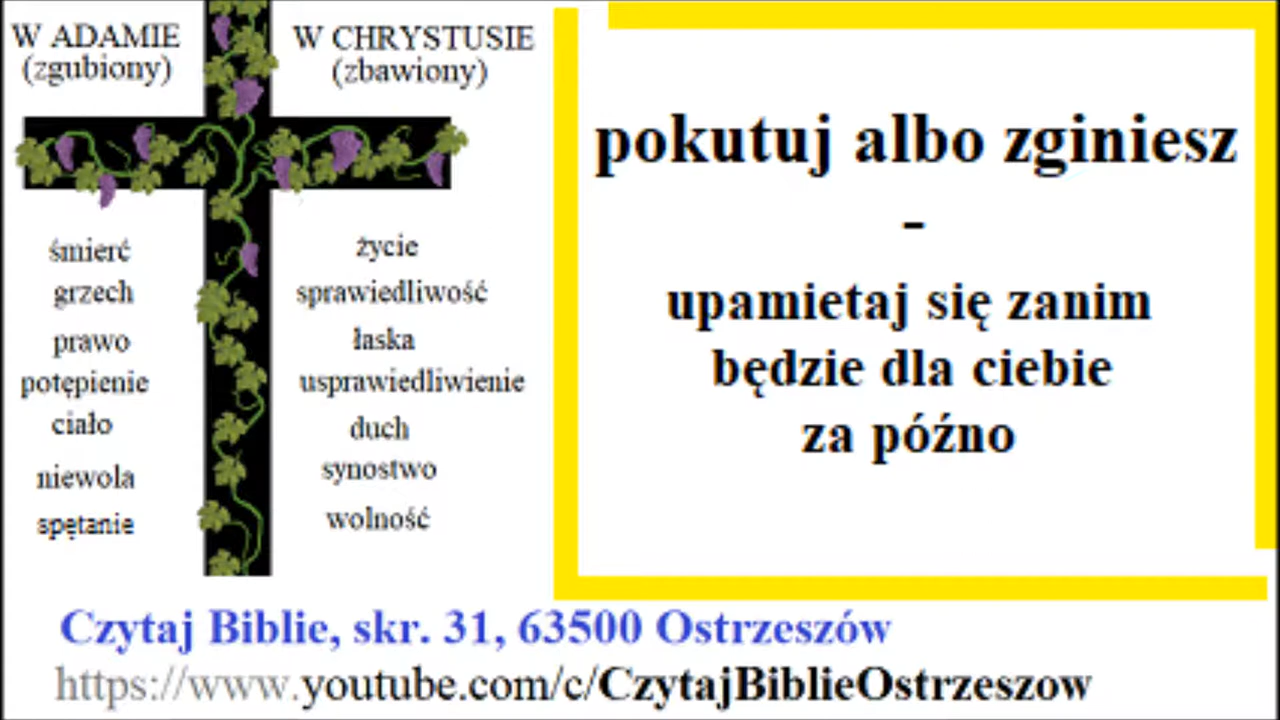 W ADAMIE
(zgubiony)
śmierć
grzech
prawo
potępienie
ciało
niewola
spętanie
W CHRYSTUSIE
(zbawiony)
życie
sprawiedliwość
łaska
usprawiedliwienie
duch
synostwo
wolność
pokutuj albo zginiesz
-
upamietaj się zanim
będzie dla ciebie
za późno
Czytaj Biblie, skr. 31, 63500 Ostrzeszów
https://www.youtube.com/c/CzytajBiblieOstrzeszow